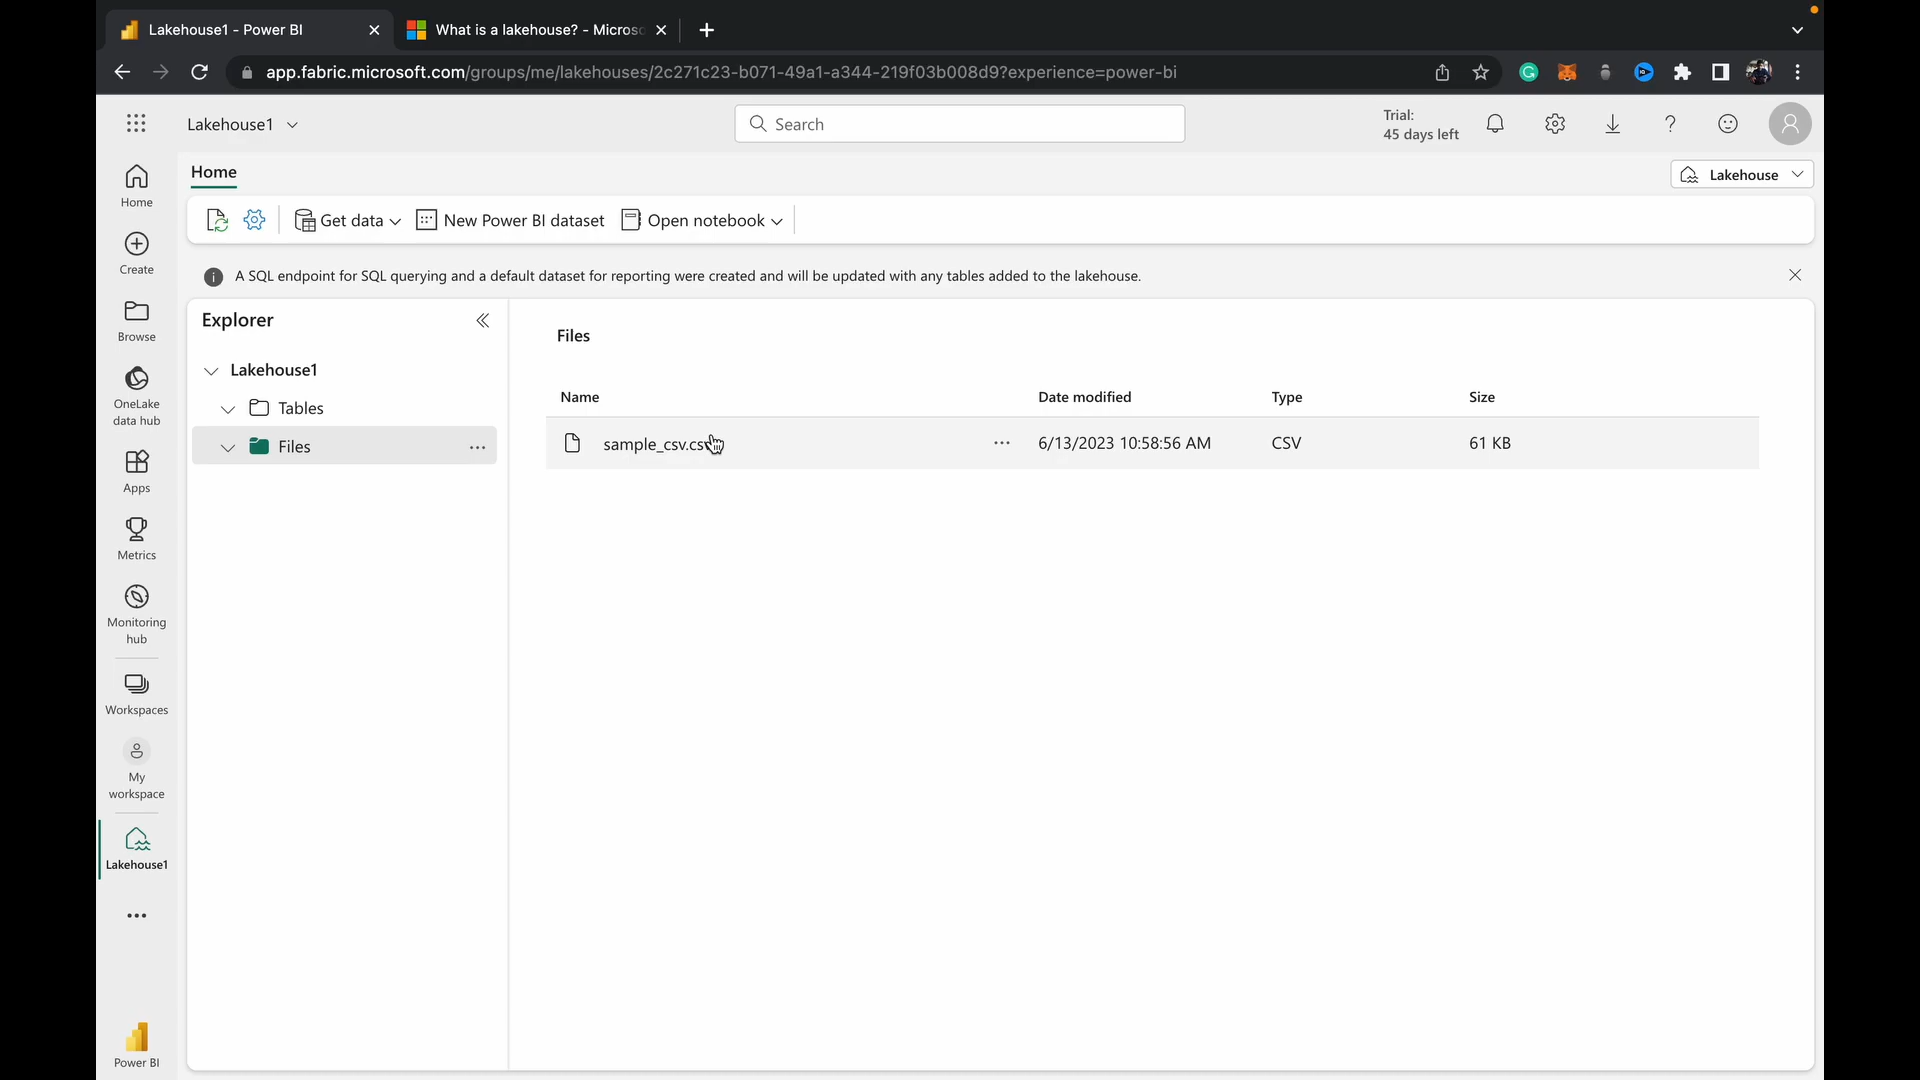 Lakehouse1 - Power BI
What is a lakehouse? - Micros
app.fabric.microsoft.com/groups/me/lakehouses/2c271c23-b071-49a1-a344-219f03b008d9?experience=power-bi
Lakehouse1
Search
Trial:
45 days left
Home
Lakehouse
Get data
New Power BI dataset
Open notebook
A SQL endpoint for SQL querying and a default dataset for reporting were created and will be updated with any tables added to the lakehouse.
Home
Create
Browse
OneLake
data hub
Apps
Metrics
Monitoring
hub
Workspaces
My
workspace
Lakehouse1
Power BI
Explorer
Lakehouse1
Tables
Files
Files
Name Date modified Type Size
sample_csv.csv 6/13/2023 10:58:56 AM CSV 61 KB